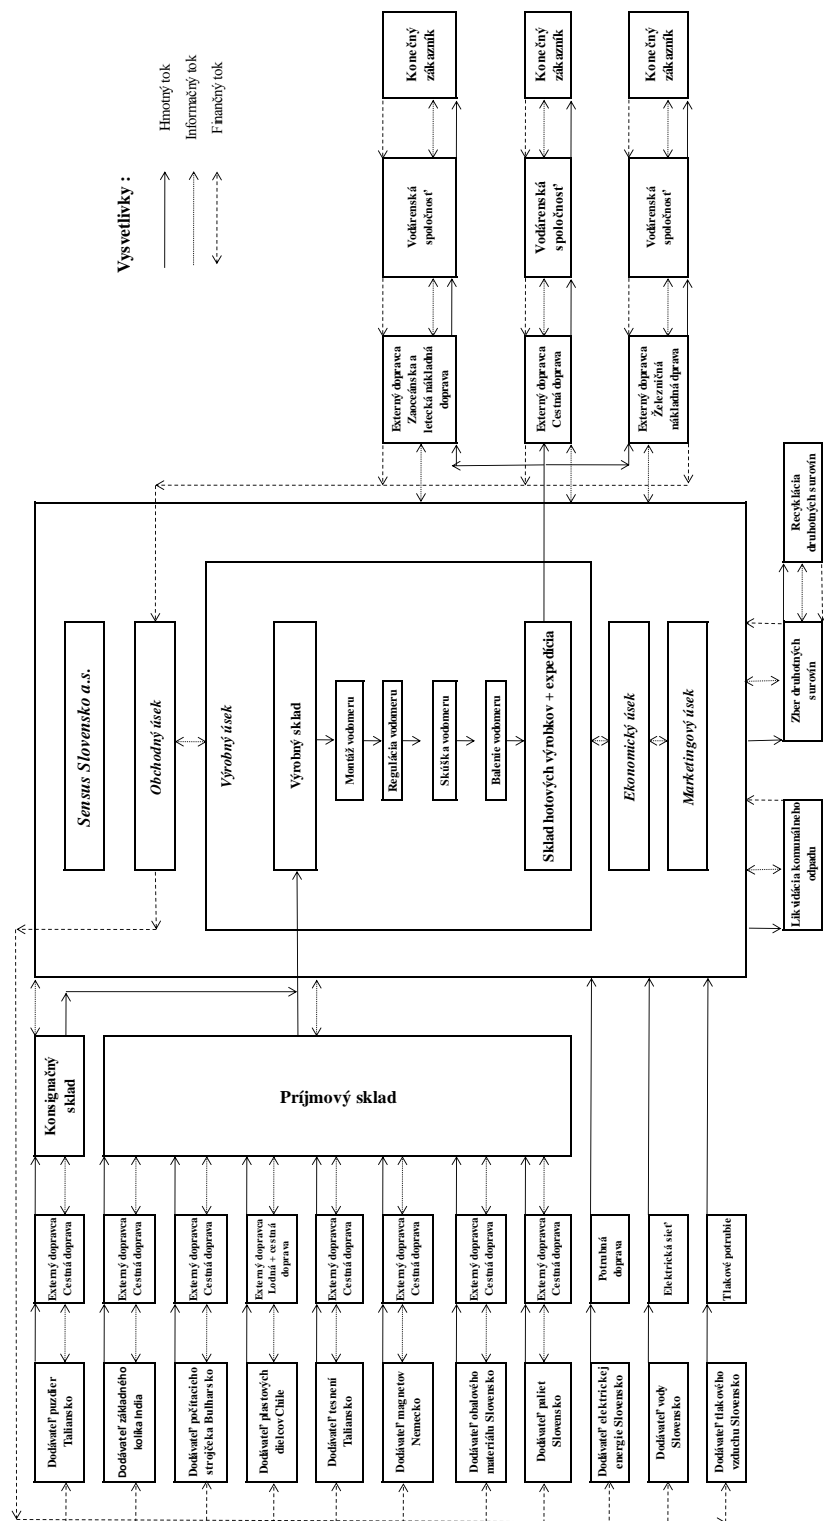 Vysvetlivky :
Hmotný tok
Informačný tok
Finančný tok
Dodávateľ puzdier
Taliansko
Dodávateľ základného
kolíka India
Dodávateľ počítacieho
strojčeka Bulharsko
Dodávateľ plastových
dielcov Chile
Dodávateľ tesnení
Taliansko
Dodávateľ magnetov
Nemecko
Dodávateľ obalového
materiálu Slovensko
Dodávateľ paliet
Slovensko
Dodávateľ elektrickej
energie Slovensko
Dodávateľ vody
Slovensko
Dodávateľ tlakového
vzduchu Slovensko
Externý dopravca
Cestná doprava
Externý dopravca
Cestná doprava
Externý dopravca
Cestná doprava
Externý dopravca
Lodná + cestná
doprava
Externý dopravca
Cestná doprava
Externý dopravca
Cestná doprava
Externý dopravca
Cestná doprava
Externý dopravca
Cestná doprava
Potrubná
doprava
Elektrická sieť
Tlakové potrubie
Konsignačný
sklad
Príjmový sklad
Sensus Slovensko a.s.
Obchodný úsek
Výrobný úsek
Výrobný sklad
Montáž vodomeru
Regulácia vodomeru
Skúška vodomeru
Balenie vodomeru
Sklad hotových výrobkov + expedícia
Ekonomický úsek
Marketingový úsek
Likvidácia komunálneho
odpadu
Zber druhotných
surovín
Recyklácia
druhotných surovín
Externý dopravca
Zaoceánska a
letecká nákladná
doprava
Externý dopravca
Cestná doprava
Externý dopravca
Železničná
nákladná dprava
Vodárenská
spoločnosť
Vodárenská
spoločnosť
Vodárenská
spoločnosť
Konečný
zákazník
Konečný
zákazník
Konečný
zákazník